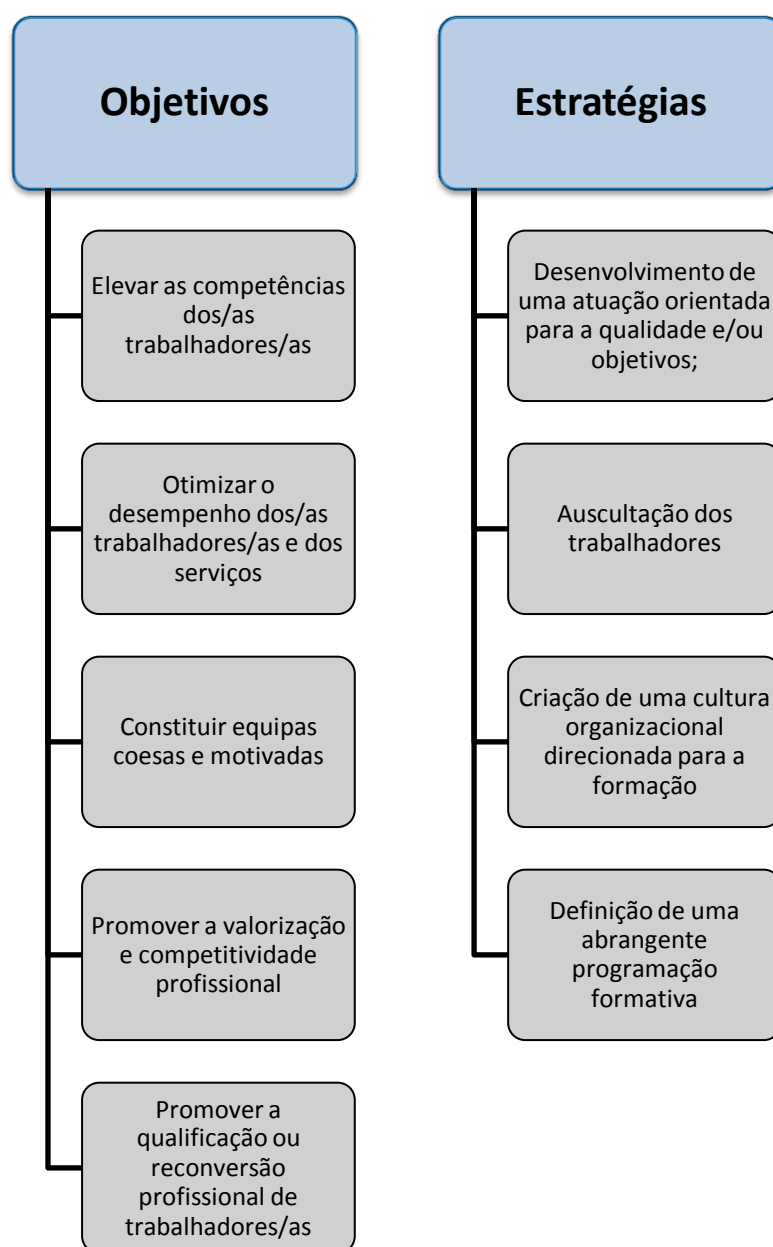 Objetivos
Elevar as competências
dos/as
trabalhadores/as
Otimizar o
desempenho dos/as
trabalhadores/as e dos
serviços
Constituir equipas
coesas e motivadas
Promover a valorização
e competitividade
profissional
Promover a
qualificação ou
reconversão
profissional de
trabalhadores/as
Estratégias
Desenvolvimento de
uma atuação orientada
para a qualidade e/ou
objetivos;
Auscultação dos
trabalhadores
Criação de uma cultura
organizacional
direcionada para a
formação
Definição de uma
abrangente
programação
formativa